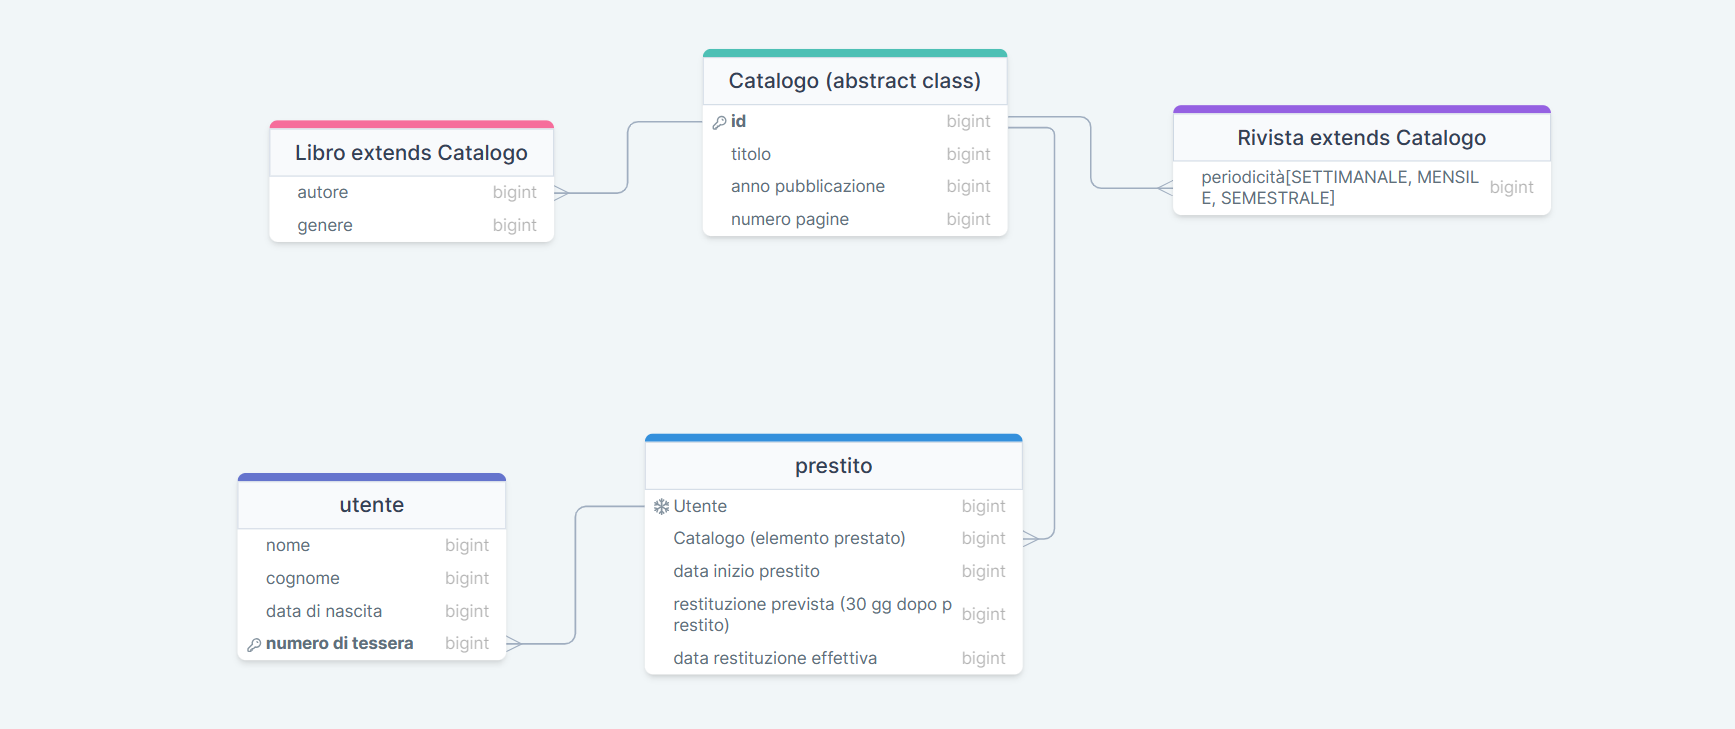 Catalogo (abstract class)
id bigint
titolo bigint
anno pubblicazione bigint
numero pagine bigint
Libro extends Catalogo
autore bigint
genere bigint
Rivista extends Catalogo
periodicità[SETTIMANALE, MENSIL bigint
E, SEMESTRALE]
prestito
Utente bigint
Catalogo (elemento prestato) bigint
data inizio prestito bigint
restituzione prevista (30 gg dopo p bigint
restito)
data restituzione effettiva bigint
utente
nome bigint
cognome bigint
data di nascita bigint
numero di tessera bigint